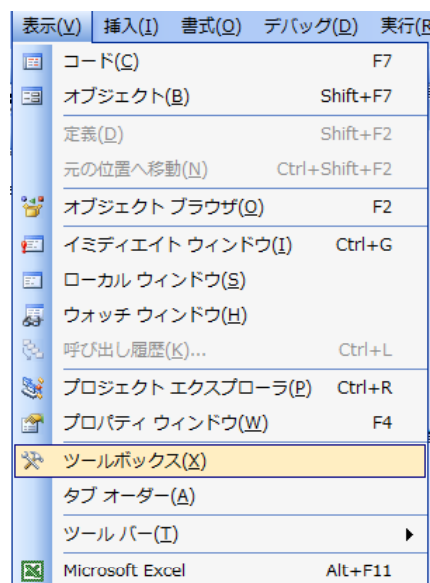 表示(V) 挿入(I) 書式(O) デバッグ(D) 実行(R
コード(C) F7
オブジェクト(B) Shift+F7
定義(D) Shift+F2
元の位置へ移動(N) Ctrl+Shift+F2
オブジェクト ブラウザ(O) F2
イミディエイト ウィンドウ(I) Ctrl+G
ローカル ウィンドウ(S)
ウォッチ ウィンドウ(H)
呼び出し履歴(K)... Ctrl+L
プロジェクト エクスプローラ(P) Ctrl+R
プロパティ ウィンドウ(W) F4
ツールボックス(X)
タブ オーダー(A)
ツール バー(T)
Microsoft Excel Alt+F11